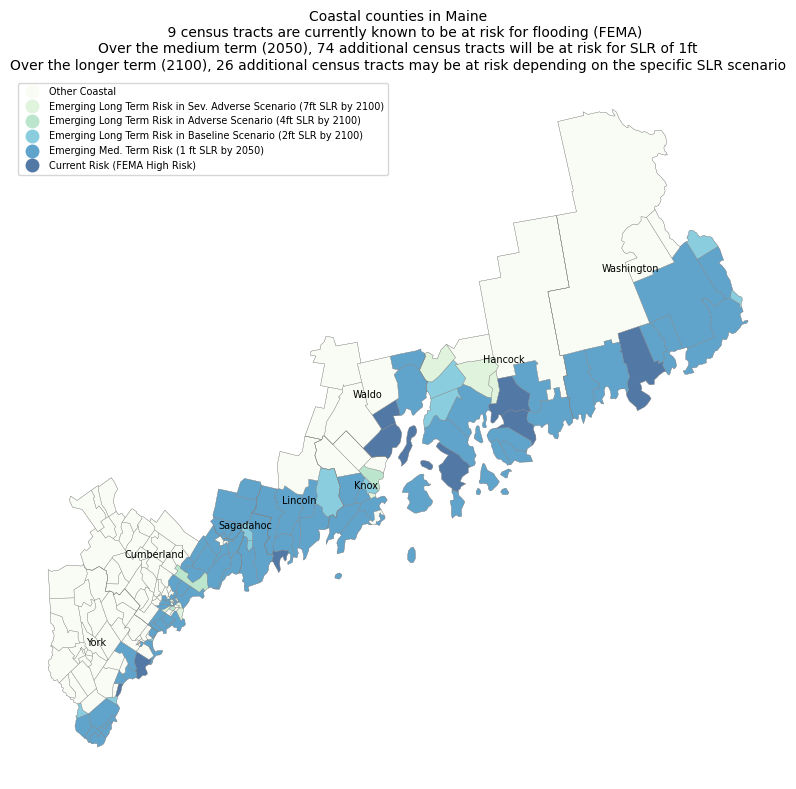 Coastal counties in Maine
9 census tracts are currently known to be at risk for flooding (FEMA)
Over the medium term (2050), 74 additional census tracts will be at risk for SLR of 1ft
Over the longer term (2100), 26 additional census tracts may be at risk depending on the specific SLR scenario
Other Coastal
Emerging Long Term Risk in Sev. Adverse Scenario (7ft SLR by 2100)
Emerging Long Term Risk in Adverse Scenario (4ft SLR by 2100)
Emerging Long Term Risk in Baseline Scenario (2ft SLR by 2100)
Emerging Med. Term Risk (1 ft SLR by 2050)
Current Risk (FEMA High Risk)
Washington
Hancock
Waldo
Knox
Lincoln
Sagadahoc
Cumberland
York